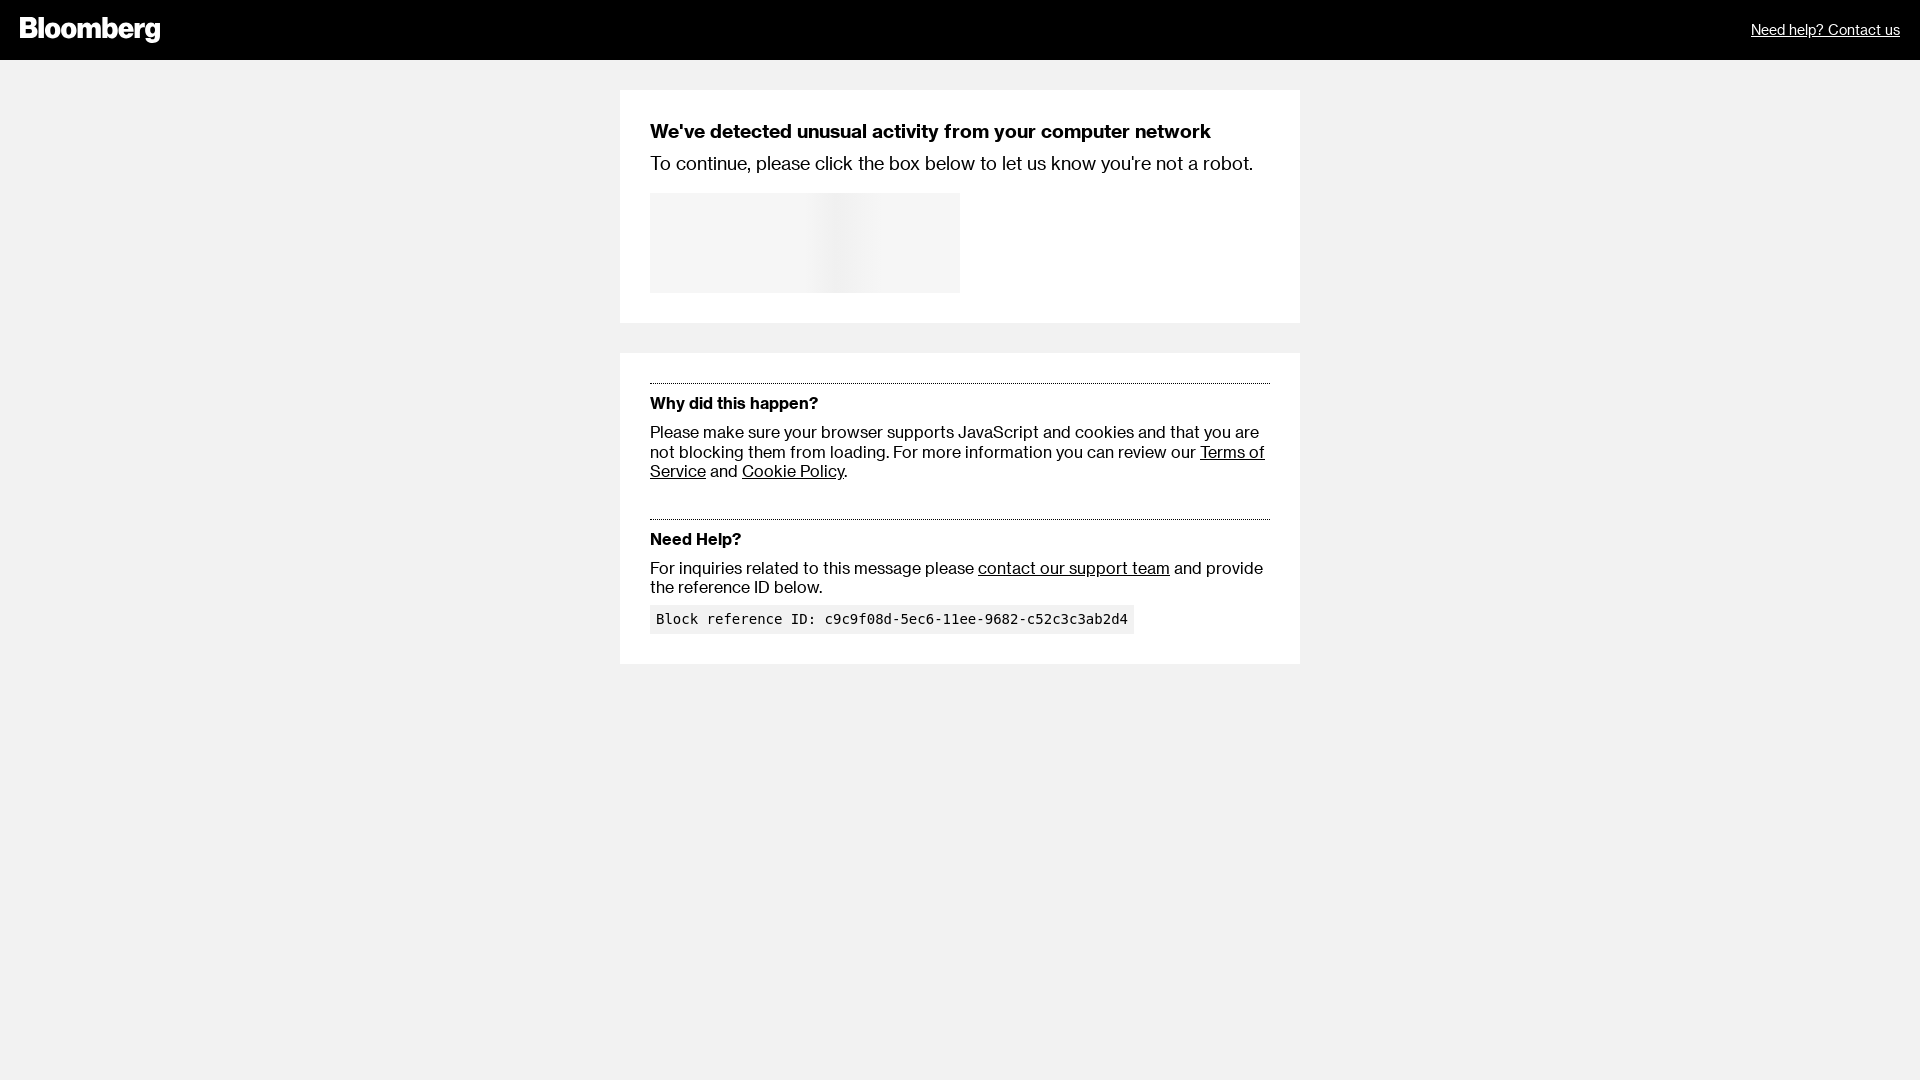 Bloomberg
Need help? Contact us
We've detected unusual activity from your computer network
To continue, please click the box below to let us know you're not a robot.
Why did this happen?
Please make sure your browser supports JavaScript and cookies and that you are
not blocking them from loading. For more information you can review our Terms of
Service and Cookie Policy.
Need Help?
For inquiries related to this message please contact our support team and provide
the reference ID below.
Block reference ID: c9c9f08d-5ec6-11ee-9682-c52c3c3ab2d4